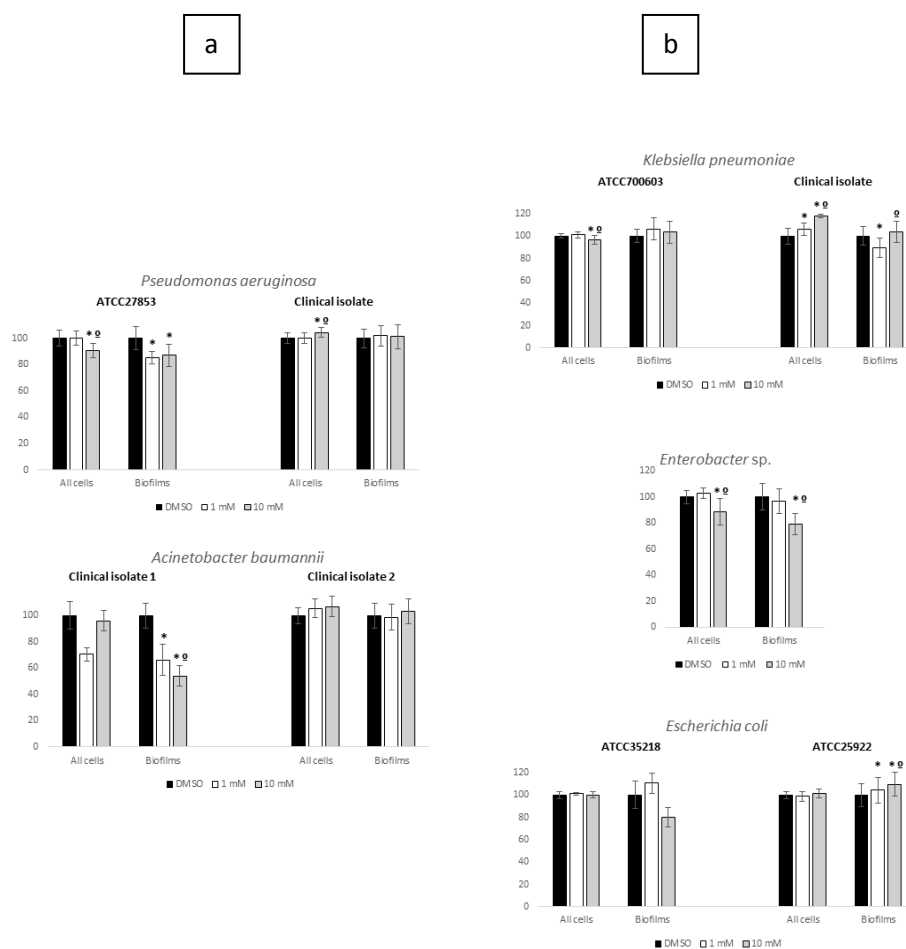 a
b
Pseudomonas aeruginosa
ATCC27853
Clinical isolate
* º
*
*
* º
100
80
60
40
20
0
All cells
Biofilms
All cells
Biofilms
DMSO
1 mM
10 mM
Acinetobacter baumannii
Clinical isolate 1
Clinical isolate 2
*
* º
100
80
60
40
20
0
All cells
Biofilms
All cells
Biofilms
DMSO
1 mM
10 mM
Klebsiella pneumoniae
ATCC700603
Clinical isolate
* º
*
* º
*
º
120
100
80
60
40
20
0
All cells
Biofilms
All cells
Biofilms
DMSO
1 mM
10 mM
Enterobacter sp.
* º
* º
120
100
80
60
40
20
0
All cells
Biofilms
DMSO
1 mM
10 mM
Escherichia coli
ATCC35218
ATCC25922
*
* º
120
100
80
60
40
20
0
All cells
Biofilms
All cells
Biofilms
DMSO
1 mM
10 mM